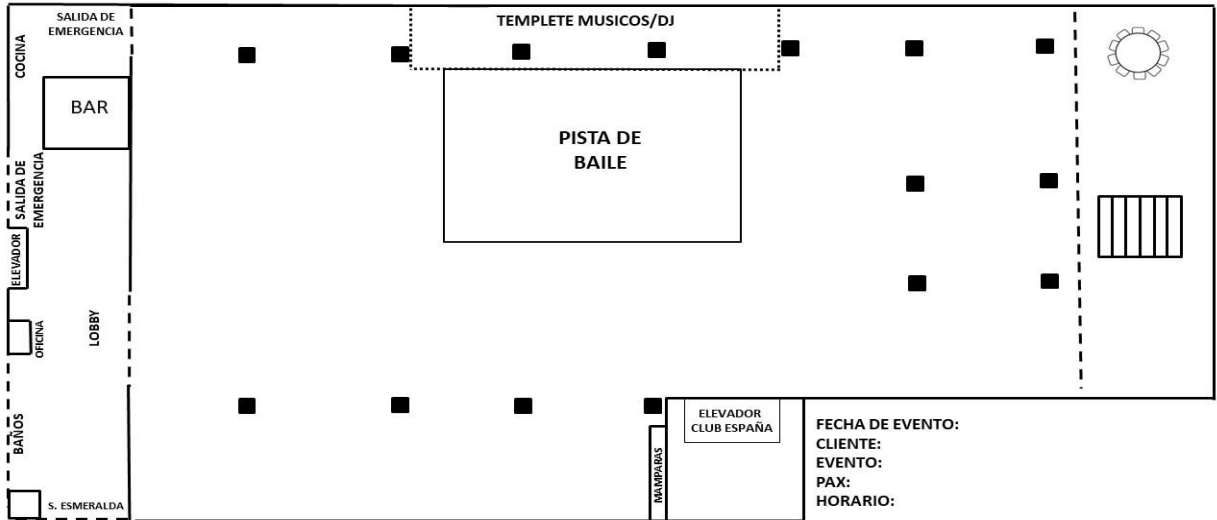 SALIDA DE
EMERGENCIA
TEMPLETE MUSICOS/DJ
COCINA
BAR
PISTA DE
BAILE
SALIDA DE
EMERGENCIA
ELEVADOR
OFICINA
LOBBY
BAÑOS
S. ESMERALDA
MAMPARAS
ELEVADOR
CLUB ESPAÑA
FECHA DE EVENTO:
CLIENTE:
EVENTO:
PAX:
HORARIO: